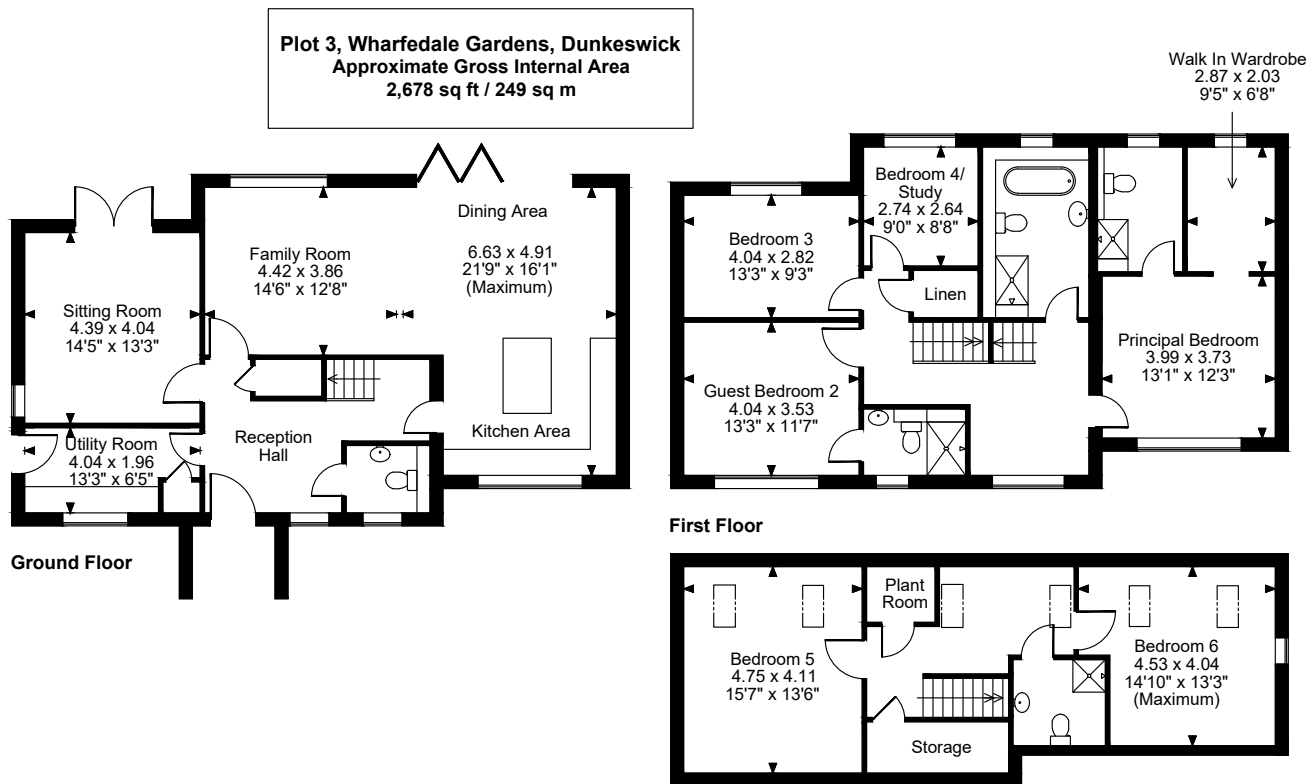 Plot 3, Wharfedale Gardens, Dunkeswick
Approximate Gross Internal Area
2,678 sq ft / 249 sq m
Walk In Wardrobe
2.87 x 2.03
9'5" x 6'8"
Dining Area
6.63 x 4.91
21'9" x 16'1"
(Maximum)
Family Room
4.42 x 3.86
14'6" x 12'8"
Sitting Room
4.39 x 4.04
14'5" x 13'3"
Kitchen Area
Reception
Hall
Utility Room
4.04 x 1.96
13'3" x 6'5"
Ground Floor
Bedroom 4/
Study
2.74 x 2.64
9'0" x 8'8"
Bedroom 3
4.04 x 2.82
13'3" x 9'3"
Linen
Principal Bedroom
3.99 x 3.73
13'1" x 12'3"
Guest Bedroom 2
4.04 x 3.53
13'3" x 11'7"
First Floor
Plant
Room
Bedroom 5
4.75 x 4.11
15'7" x 13'6"
Bedroom 6
4.53 x 4.04
14'10" x 13'3"
(Maximum)
Storage